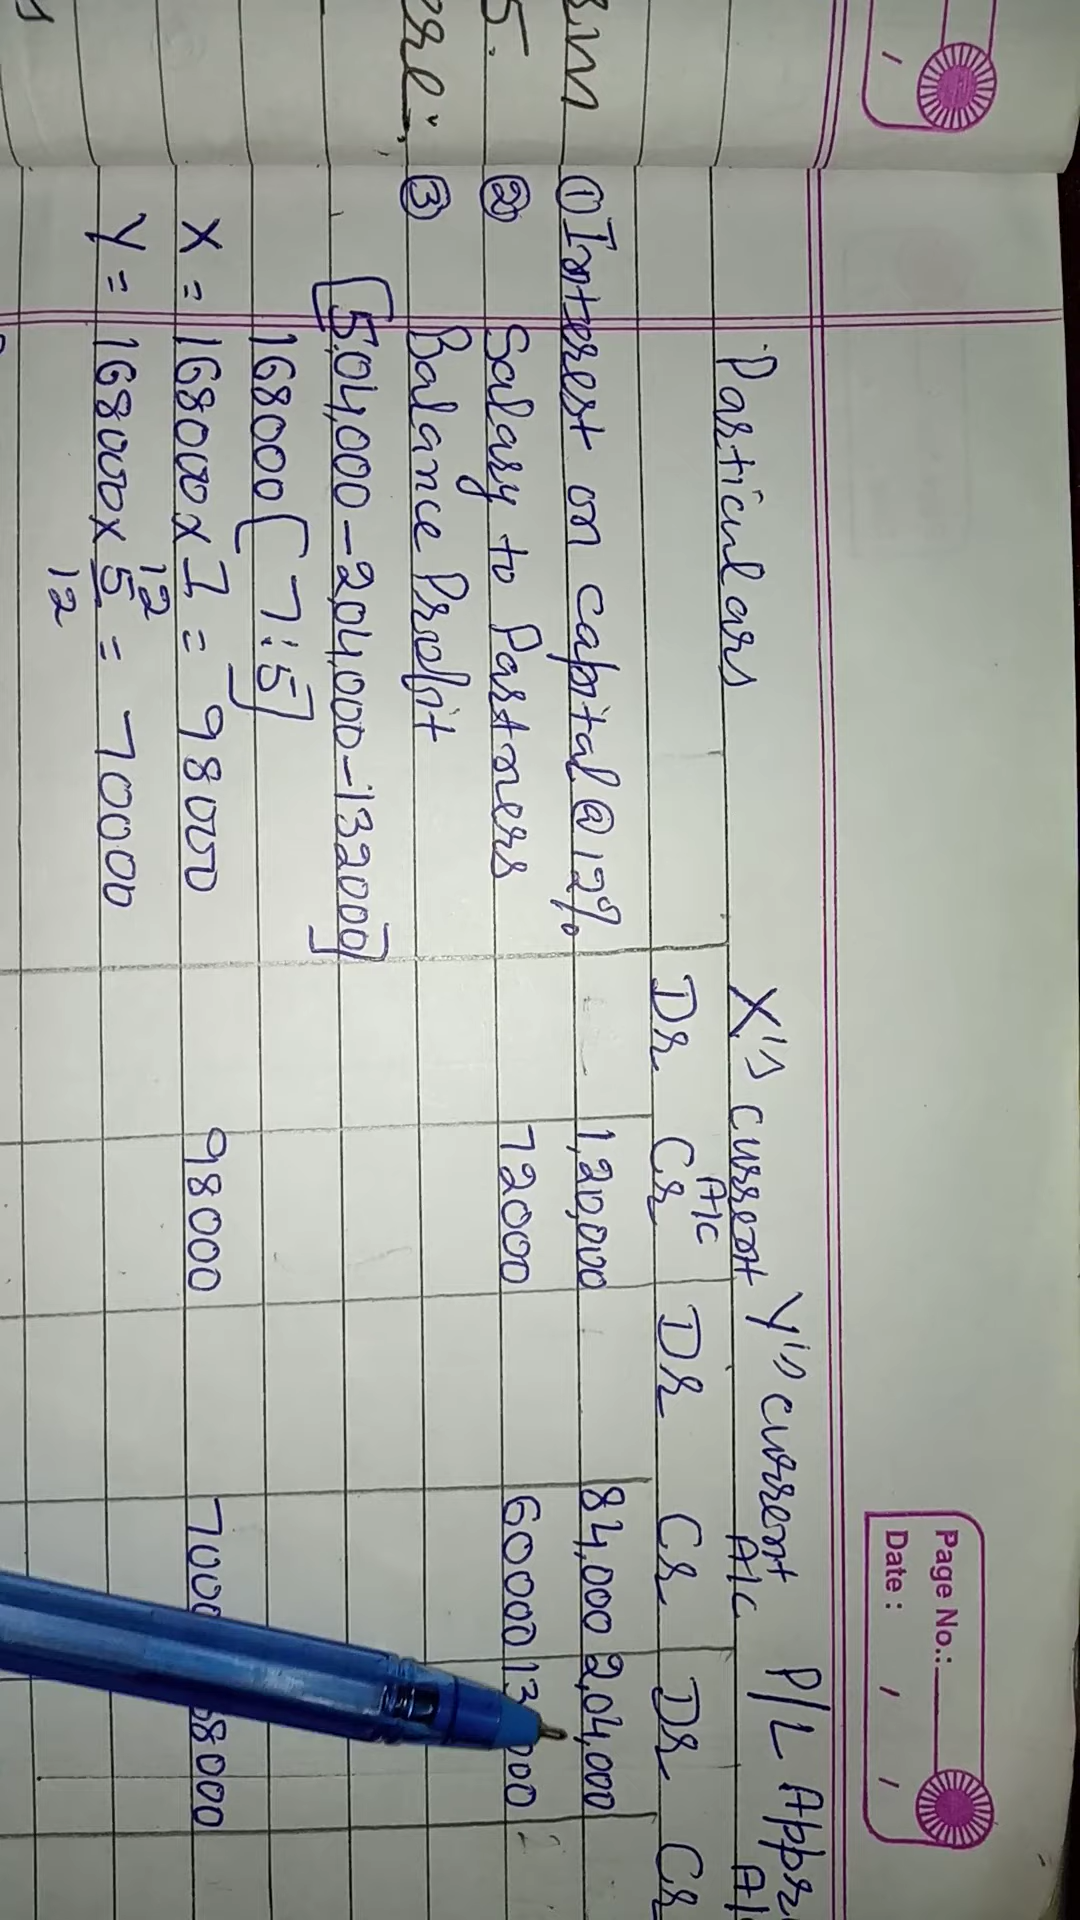 Page No.:
Date : / /
Particulars X's current A/c Y's current A/c P/L Appr
Dr Cr Dr Cr Dr Cr
① Interest on capital @ 12% 1,20,000 84,000 2,04,000
② Salary to Partners 72000 60000
③ Balance Profit
[5,04,000-2,04,000-132000]
168000 [7:5]
X = 168000 x 7/12 = 98000 98000
Y = 168000 x 5/12 = 70000